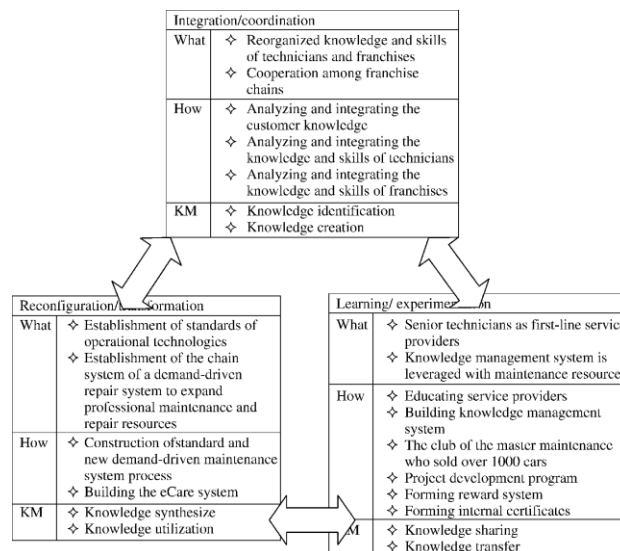 Integration/coordination
What
✧ Reorganized knowledge and skills
of technicians and franchises
✧ Cooperation among franchise
chains
How
✧ Analyzing and integrating the
customer knowledge
✧ Analyzing and integrating the
knowledge and skills of technicians
✧ Analyzing and integrating the
knowledge and skills of franchises
KM
✧ Knowledge identification
✧ Knowledge creation
Reconfiguration/
What
✧ Establishment of standards of
operational technologies
✧ Establishment of the chain
system of a demand-driven
repair system to expand
professional maintenance and
repair resources
How
✧ Construction ofstandard and
new demand-driven maintenance
system process
✧ Building the eCare system
KM
✧ Knowledge synthesize
✧ Knowledge utilization
Learning/
What
✧ Senior technicians as first-line service
providers
✧ Knowledge management system is
leveraged with maintenance resource
How
✧ Educating service providers
✧ Building knowledge management
system
✧ The club of the master maintenance
who sold over 1000 cars
✧ Project development program
✧ Forming reward system
✧ Forming internal certificates
✧ Knowledge sharing
✧ Knowledge transfer